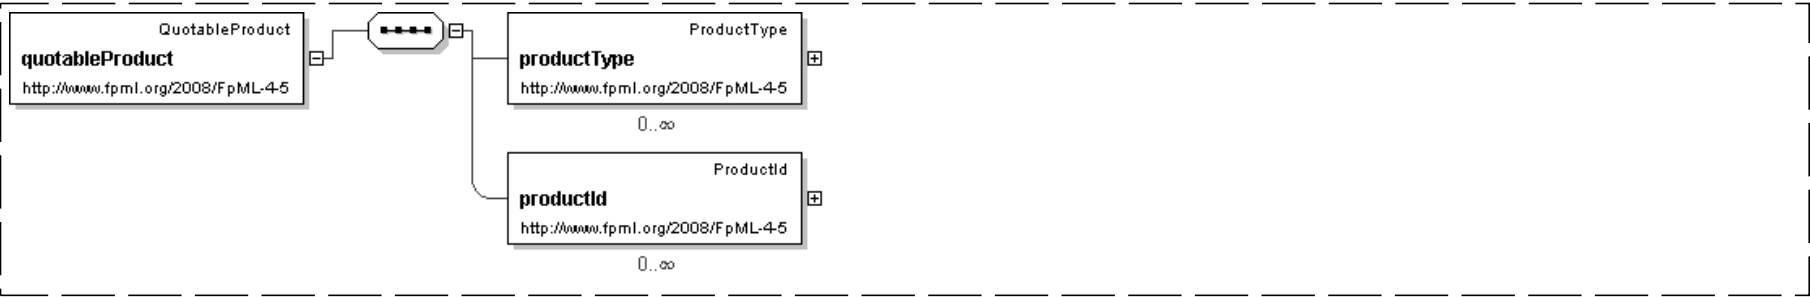 QuotableProduct
quotableProduct
http://www.fpml.org/2008/FpML-4-5
ProductType
productType
http://www.fpml.org/2008/FpML-4-5
0..∞
ProductId
productId
http://www.fpml.org/2008/FpML-4-5
0..∞